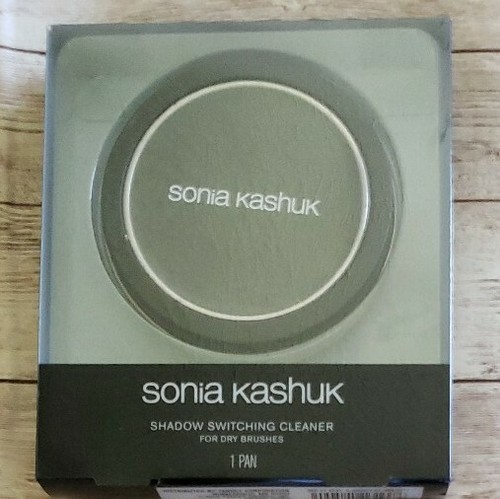 sonia kashuk
sonia kashuk
SHADOW SWITCHING CLEANER
FOR DRY BRUSHES
1 PAN